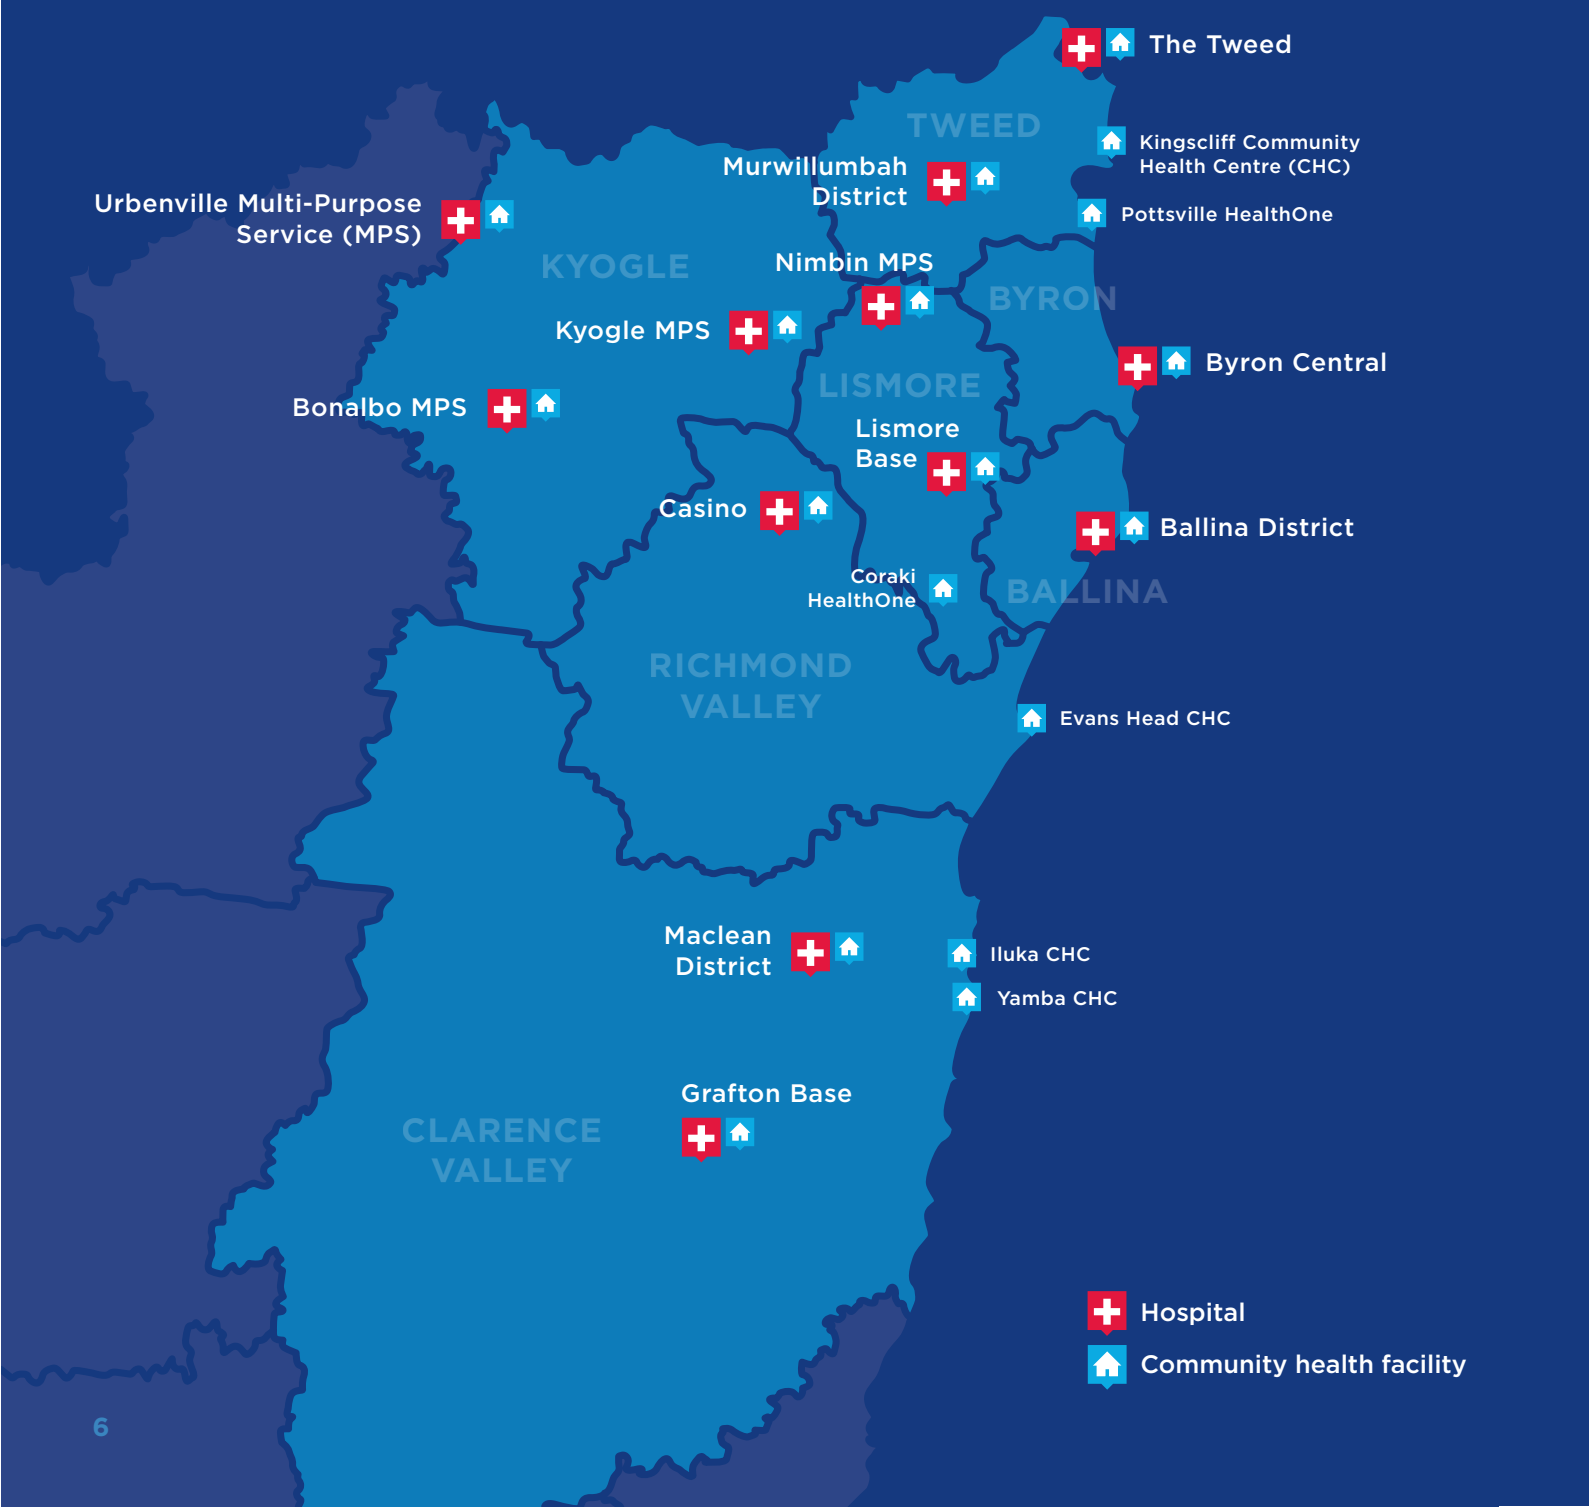 The Tweed
TWEED
Kingscliff Community
Health Centre (CHC)
Murwillumbah
District
Urbenville Multi-Purpose
Service (MPS)
Pottsville HealthOne
KYOGLE
Nimbin MPS
BYRON
Kyogle MPS
Byron Central
LISMORE
Bonalbo MPS
Lismore
Base
Casino
Ballina District
Coraki
HealthOne
BALLINA
RICHMOND
VALLEY
Evans Head CHC
Maclean
District
Iluka CHC
Yamba CHC
Grafton Base
CLARENCE
VALLEY
Hospital
Community health facility
6